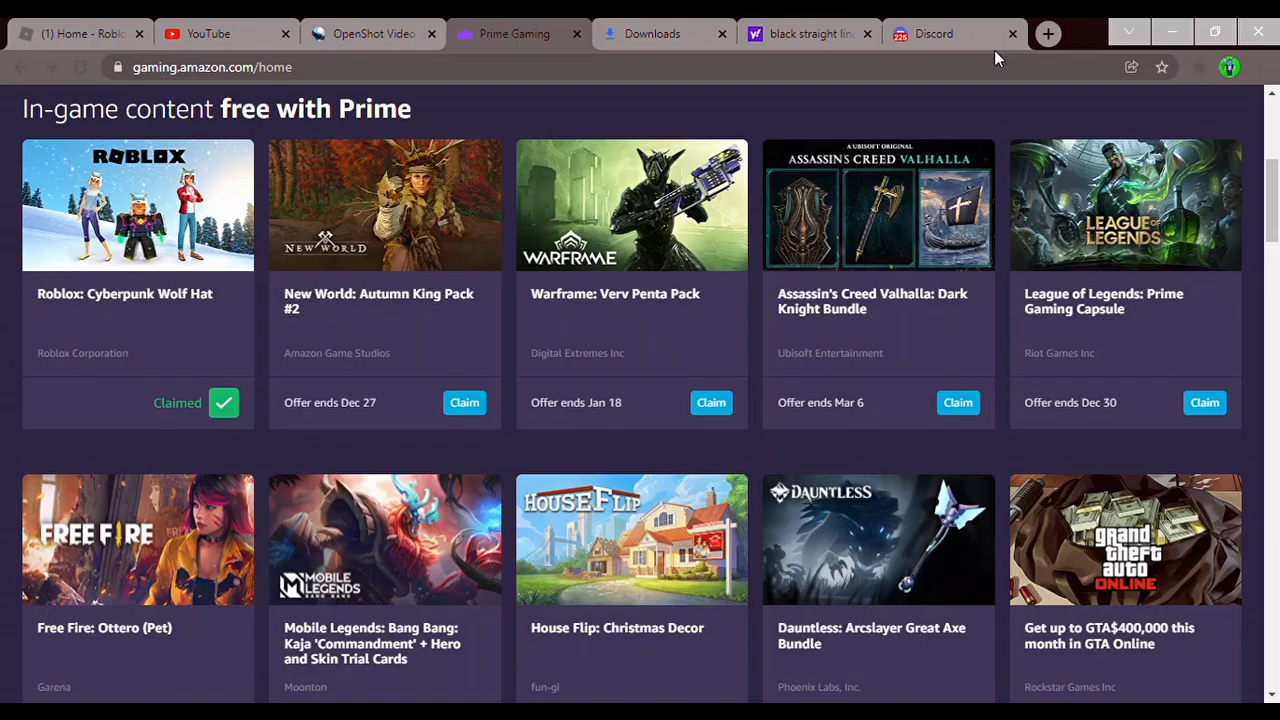 (1) Home - Roblo
YouTube
OpenShot Video
Prime Gaming
Downloads
black straight line
225
Discord
gaming.amazon.com/home
In-game content free with Prime
ROBLOX
Roblox: Cyberpunk Wolf Hat
Roblox Corporation
Claimed
NEW WORLD
New World: Autumn King Pack
#2
Amazon Game Studios
Offer ends Dec 27
Claim
WARFRAME
Warframe: Verv Penta Pack
Digital Extremes Inc
Offer ends Jan 18
Claim
A UBISOFT ORIGINAL
ASSASSIN'S CREED VALHALLA
Assassin's Creed Valhalla: Dark
Knight Bundle
Ubisoft Entertainment
Offer ends Mar 6
Claim
LEAGUE OF
LEGENDS
League of Legends: Prime
Gaming Capsule
Riot Games Inc
Offer ends Dec 30
Claim
FREE FIRE
Free Fire: Ottero (Pet)
Garena
MOBILE
LEGENDS
BANG BANG
Mobile Legends: Bang Bang:
Kaja 'Commandment' + Hero
and Skin Trial Cards
Moonton
HOUSE FLIP
House Flip: Christmas Decor
fun-gi
DAUNTLESS
Dauntless: Arcslayer Great Axe
Bundle
Phoenix Labs, Inc.
grand
theft
auto
ONLINE
Get up to GTA$400,000 this
month in GTA Online
Rockstar Games Inc